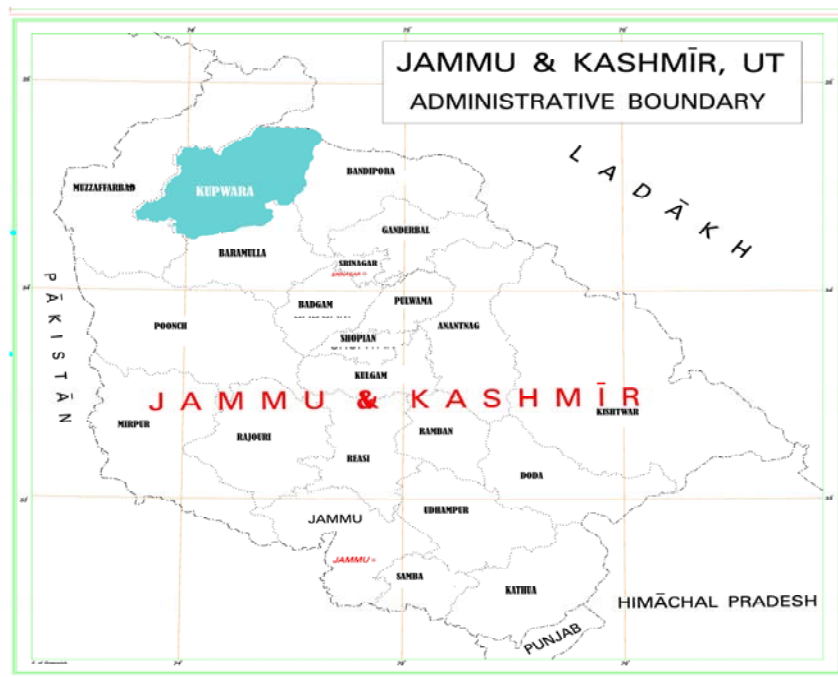 JAMMU & KASHMĪR, UT
ADMINISTRATIVE BOUNDARY
LADĀKH
BANDIPORA
MUZZAFFARBAD
KUPWARA
GANDERBAL
BARAMULLA
SRINAGAR
PĀKISTĀN
BADGAM
PULWAMA
POONCH
ANANTNAG
SHOPIAN
KULGAM
JAMMU & KASHMĪR
KISHTWAR
MIRPUR
RAJOURI
RAMBAN
REASI
DODA
JAMMU
UDHAMPUR
JAMMU
SAMBA
KATHUA
HIMĀCHAL PRADESH
PUNJAB